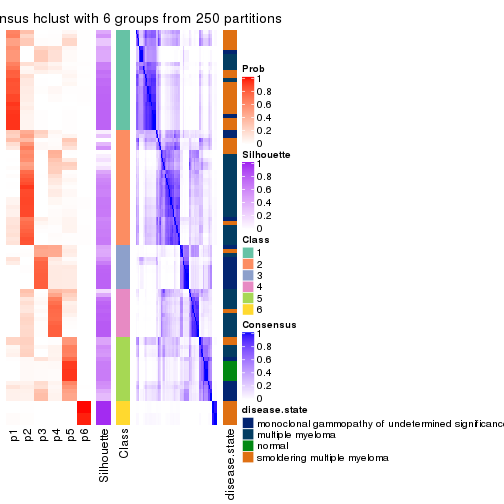 nsus hclust with 6 groups from 250 partitions
Prob
1
0.8
0.6
0.4
0.2
0
Silhouette
1
0.8
0.6
0.4
0.2
0
Class
1
2
3
4
5
6
Consensus
1
0.8
0.6
0.4
0.2
0
disease.state
monoclonal gammopathy of undetermined significance
multiple myeloma
normal
smoldering multiple myeloma
p1
p2
p3
p4
p5
p6
Silhouette
Class
disease.state